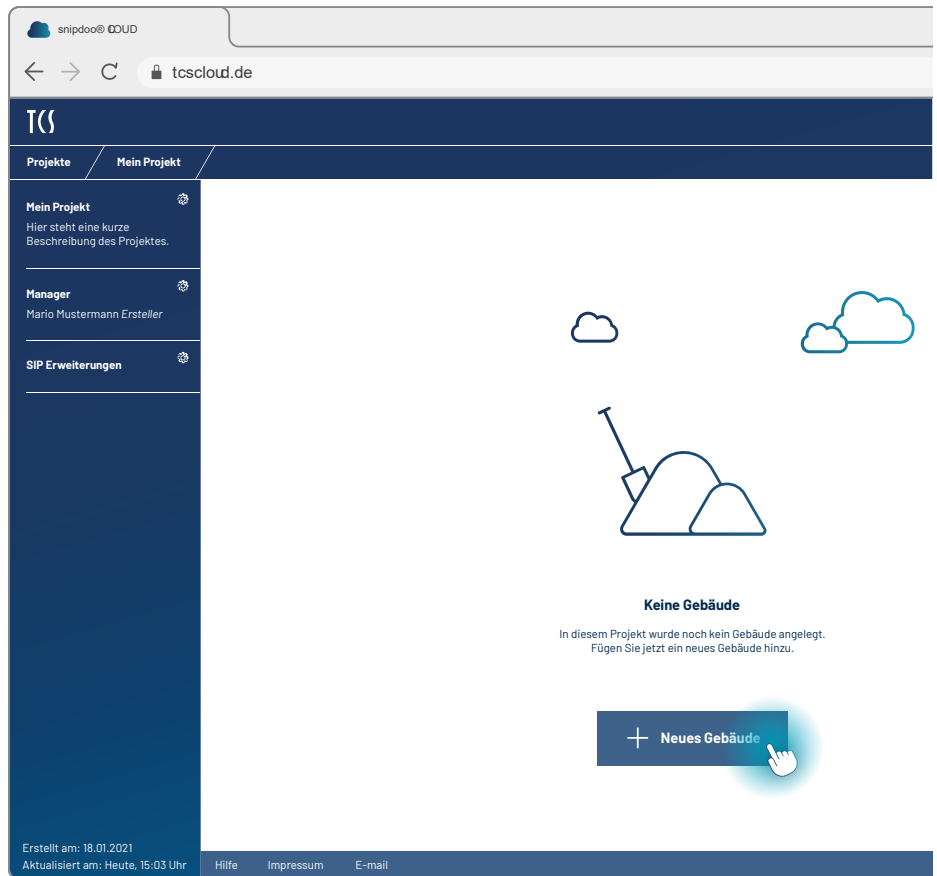 snipdoo® CLOUD
tcscloud.de
TCS
Projekte
Mein Projekt
Mein Projekt
Hier steht eine kurze
Beschreibung des Projektes.
Manager
Mario Mustermann Ersteller
SIP Erweiterungen
Keine Gebäude
In diesem Projekt wurde noch kein Gebäude angelegt.
Fügen Sie jetzt ein neues Gebäude hinzu.
Neues Gebäude
Erstellt am: 18.01.2021
Aktualisiert am: Heute, 15:03 Uhr
Hilfe
Impressum
E-mail